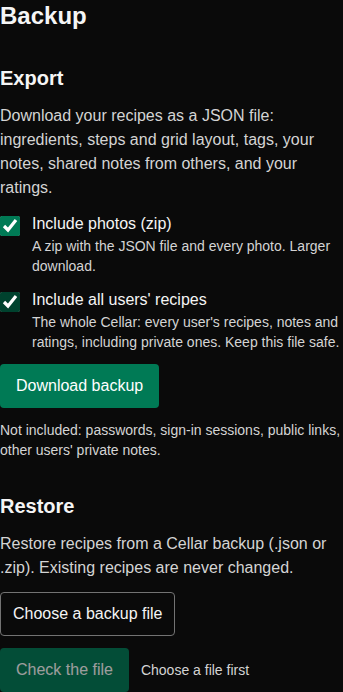 Backup
Export
Download your recipes as a JSON file:
ingredients, steps and grid layout, tags, your
notes, shared notes from others, and your
ratings.
Include photos (zip)
A zip with the JSON file and every photo. Larger
download.
Include all users' recipes
The whole Cellar: every user's recipes, notes and
ratings, including private ones. Keep this file safe.
Download backup
Not included: passwords, sign-in sessions, public links,
other users' private notes.
Restore
Restore recipes from a Cellar backup (.json or
.zip). Existing recipes are never changed.
Choose a backup file
Check the file
Choose a file first